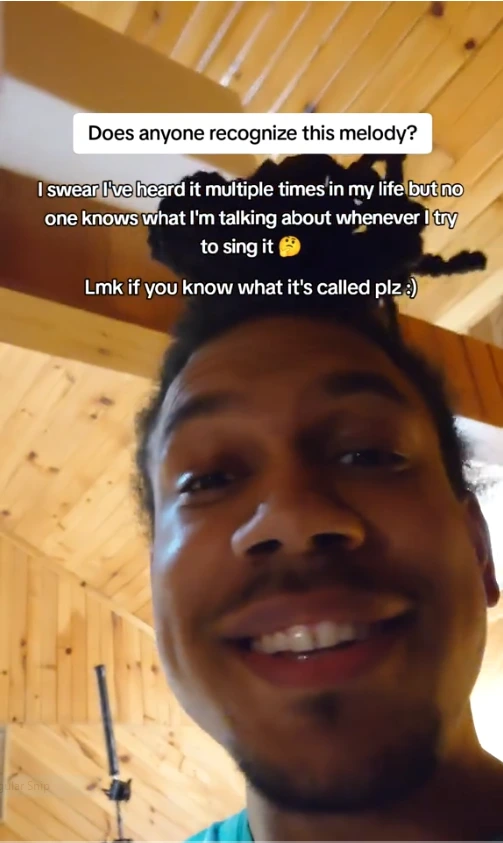 Does anyone recognize this melody?
I swear I've heard it multiple times in my life but no
one knows what I'm talking about whenever I try
to sing it 🤔
Lmk if you know what it's called plz :)